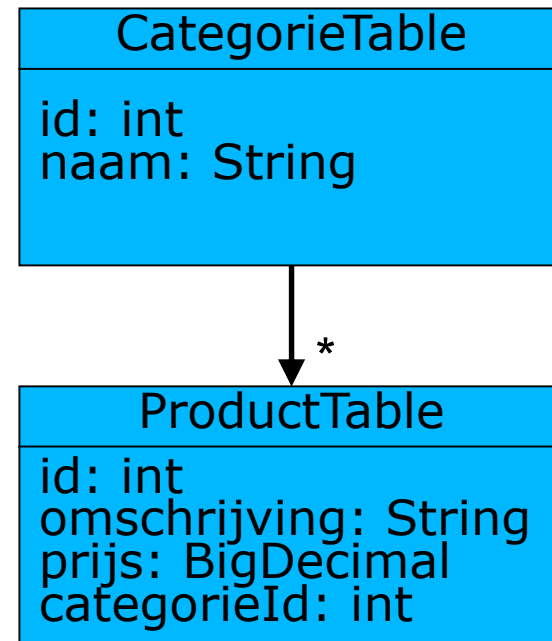 CategorieTable
id: int
naam: String
*
ProductTable
id: int
omschrijving: String
prijs: BigDecimal
categorieId: int